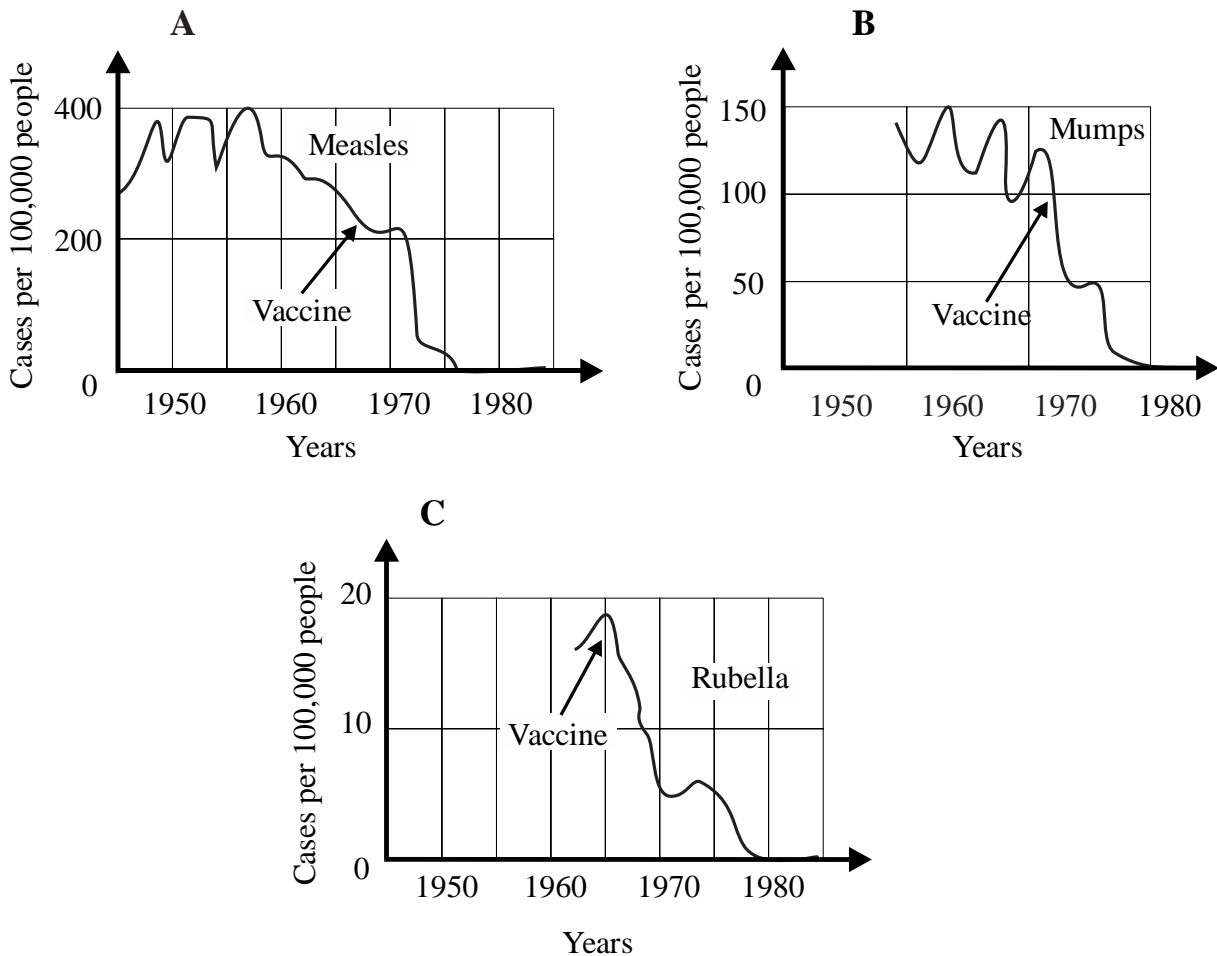 A
Cases per 100,000 people
400
200
0
Measles
Vaccine
1950 1960 1970 1980
Years
B
Cases per 100,000 people
150
100
50
0
Mumps
Vaccine
1950 1960 1970 1980
Years
C
Cases per 100,000 people
20
10
0
Rubella
Vaccine
1950 1960 1970 1980
Years